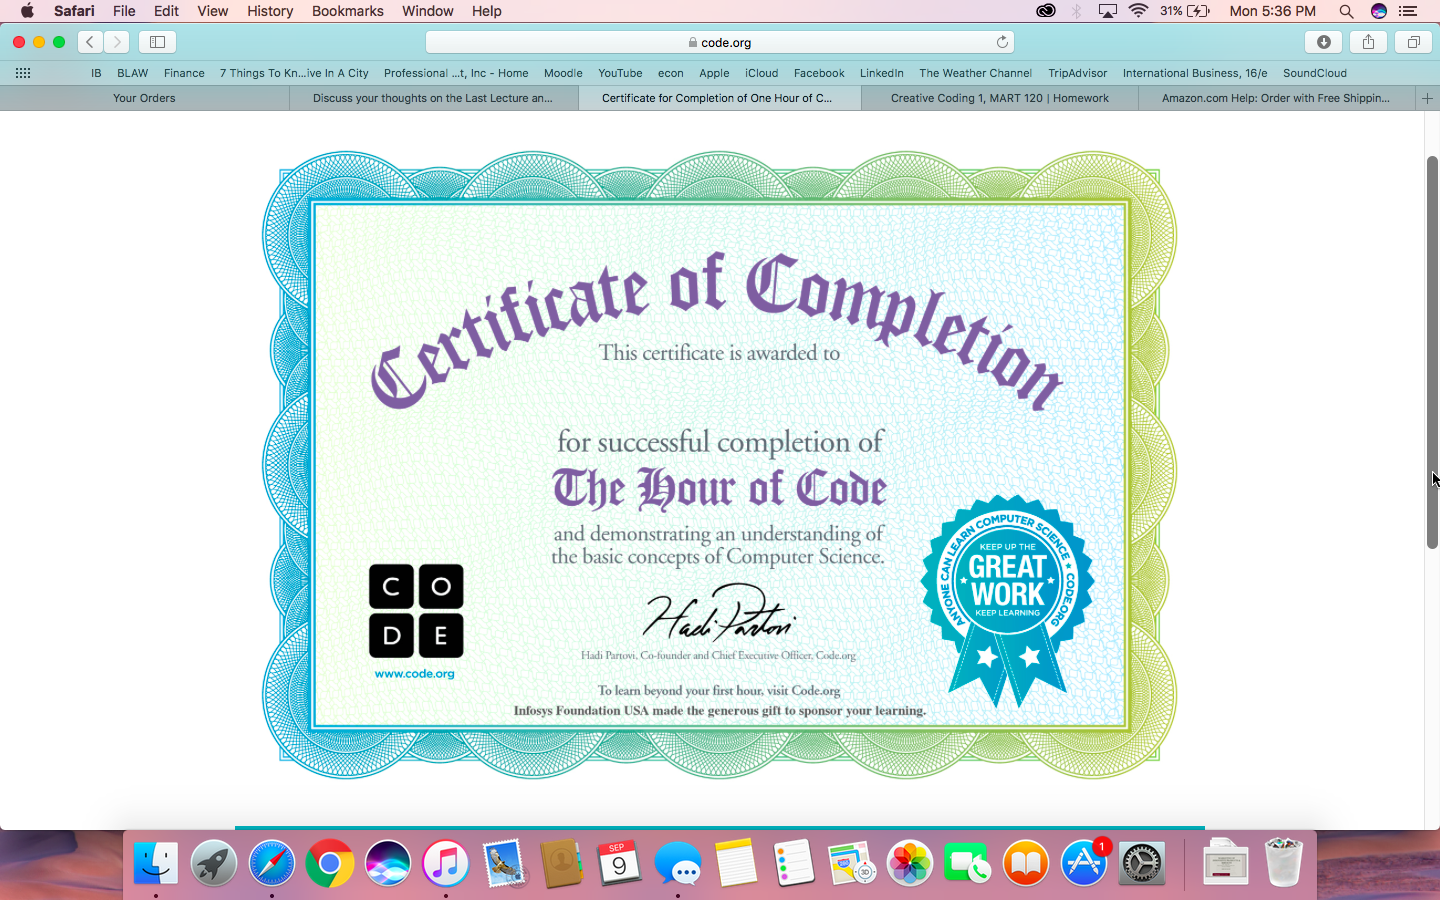 Safari File Edit View History Bookmarks Window Help 31% Mon 5:36 PM
code.org
IB BLAW Finance 7 Things To Kn...ive In A City Professional ...t, Inc - Home Moodle YouTube econ Apple iCloud Facebook LinkedIn The Weather Channel TripAdvisor International Business, 16/e SoundCloud
Your Orders Discuss your thoughts on the Last Lecture an... Certificate for Completion of One Hour of C... Creative Coding 1, MART 120 | Homework Amazon.com Help: Order with Free Shippin...
Certificate of Completion
This certificate is awarded to
for successful completion of
The Hour of Code
and demonstrating an understanding of
the basic concepts of Computer Science.
ANYONE CAN LEARN COMPUTER SCIENCE ★ CODE.ORG
KEEP UP THE
GREAT
WORK
KEEP LEARNING
C O
D E
www.code.org
Hadi Partovi
Hadi Partovi, Co-founder and Chief Executive Officer, Code.org
To learn beyond your first hour, visit Code.org
Infosys Foundation USA made the generous gift to sponsor your learning.
SEP
9
3D
1